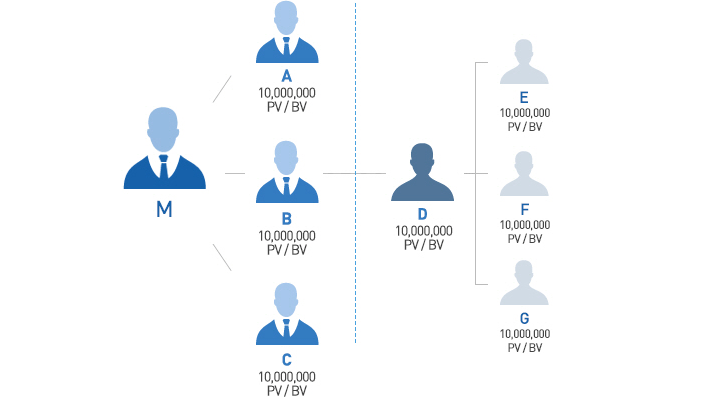 A
10,000,000
PV / BV
M
B
10,000,000
PV / BV
C
10,000,000
PV / BV
D
10,000,000
PV / BV
E
10,000,000
PV / BV
F
10,000,000
PV / BV
G
10,000,000
PV / BV